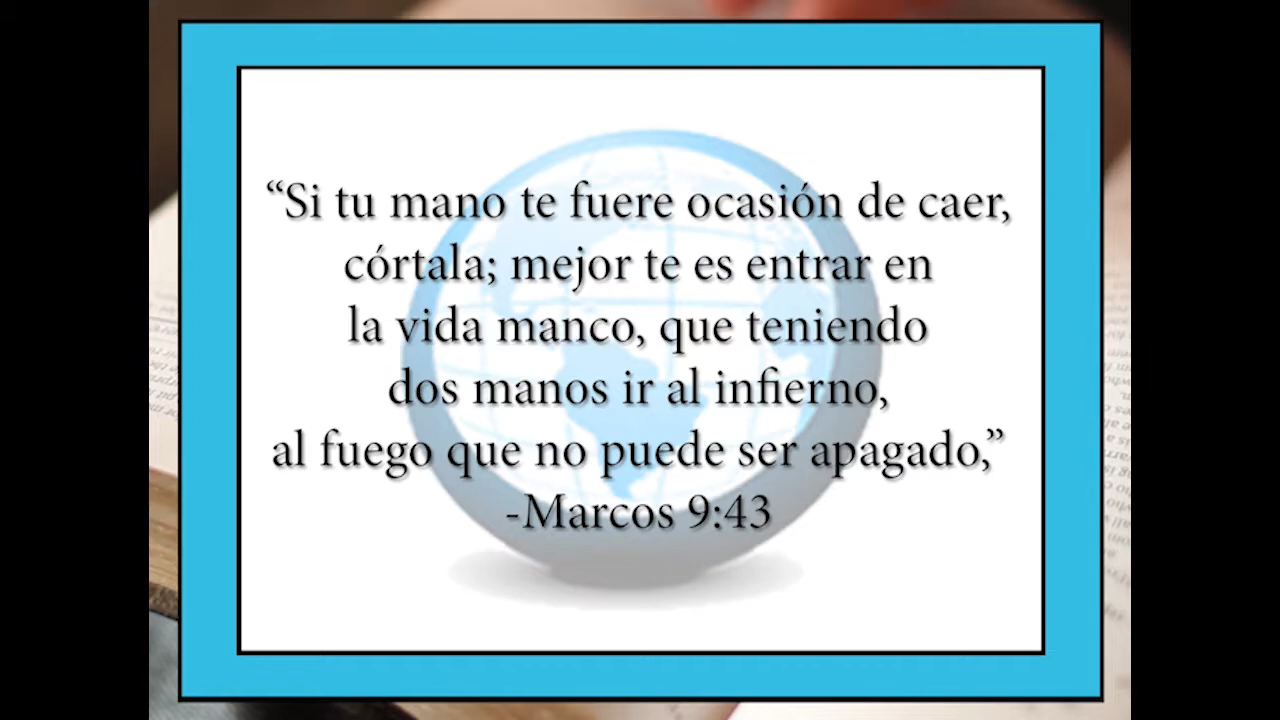 “Si tu mano te fuere ocasión de caer,
córtala; mejor te es entrar en
la vida manco, que teniendo
dos manos ir al infierno,
al fuego que no puede ser apagado,”
-Marcos 9:43